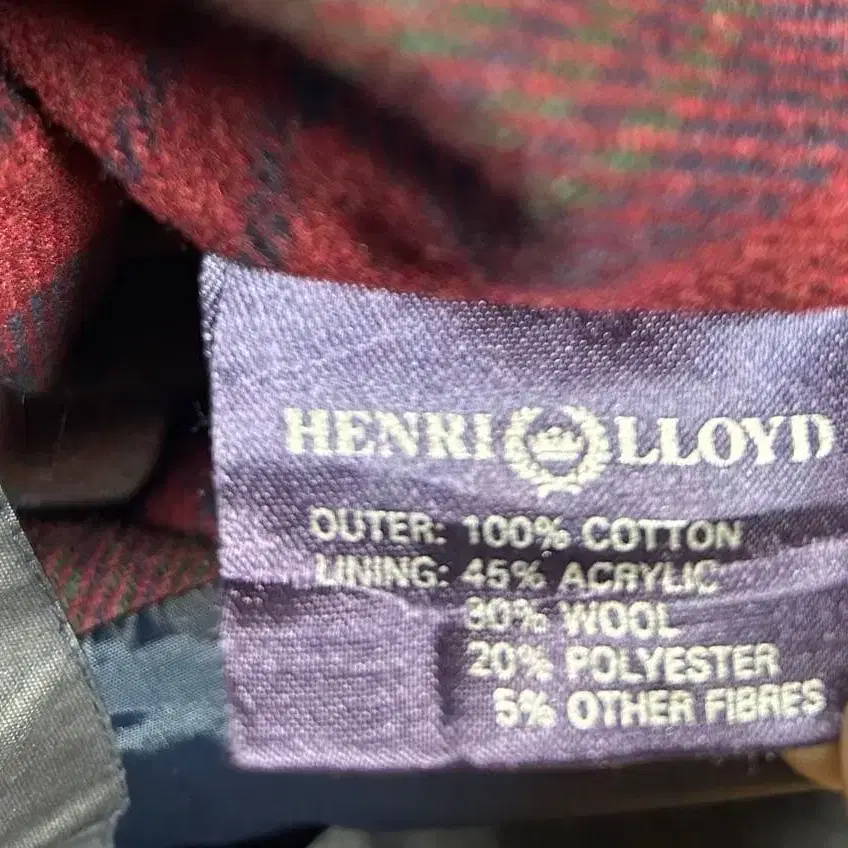 HENRI LLOYD
OUTER: 100% COTTON
LINING: 45% ACRYLIC
30% WOOL
20% POLYESTER
5% OTHER FIBRES